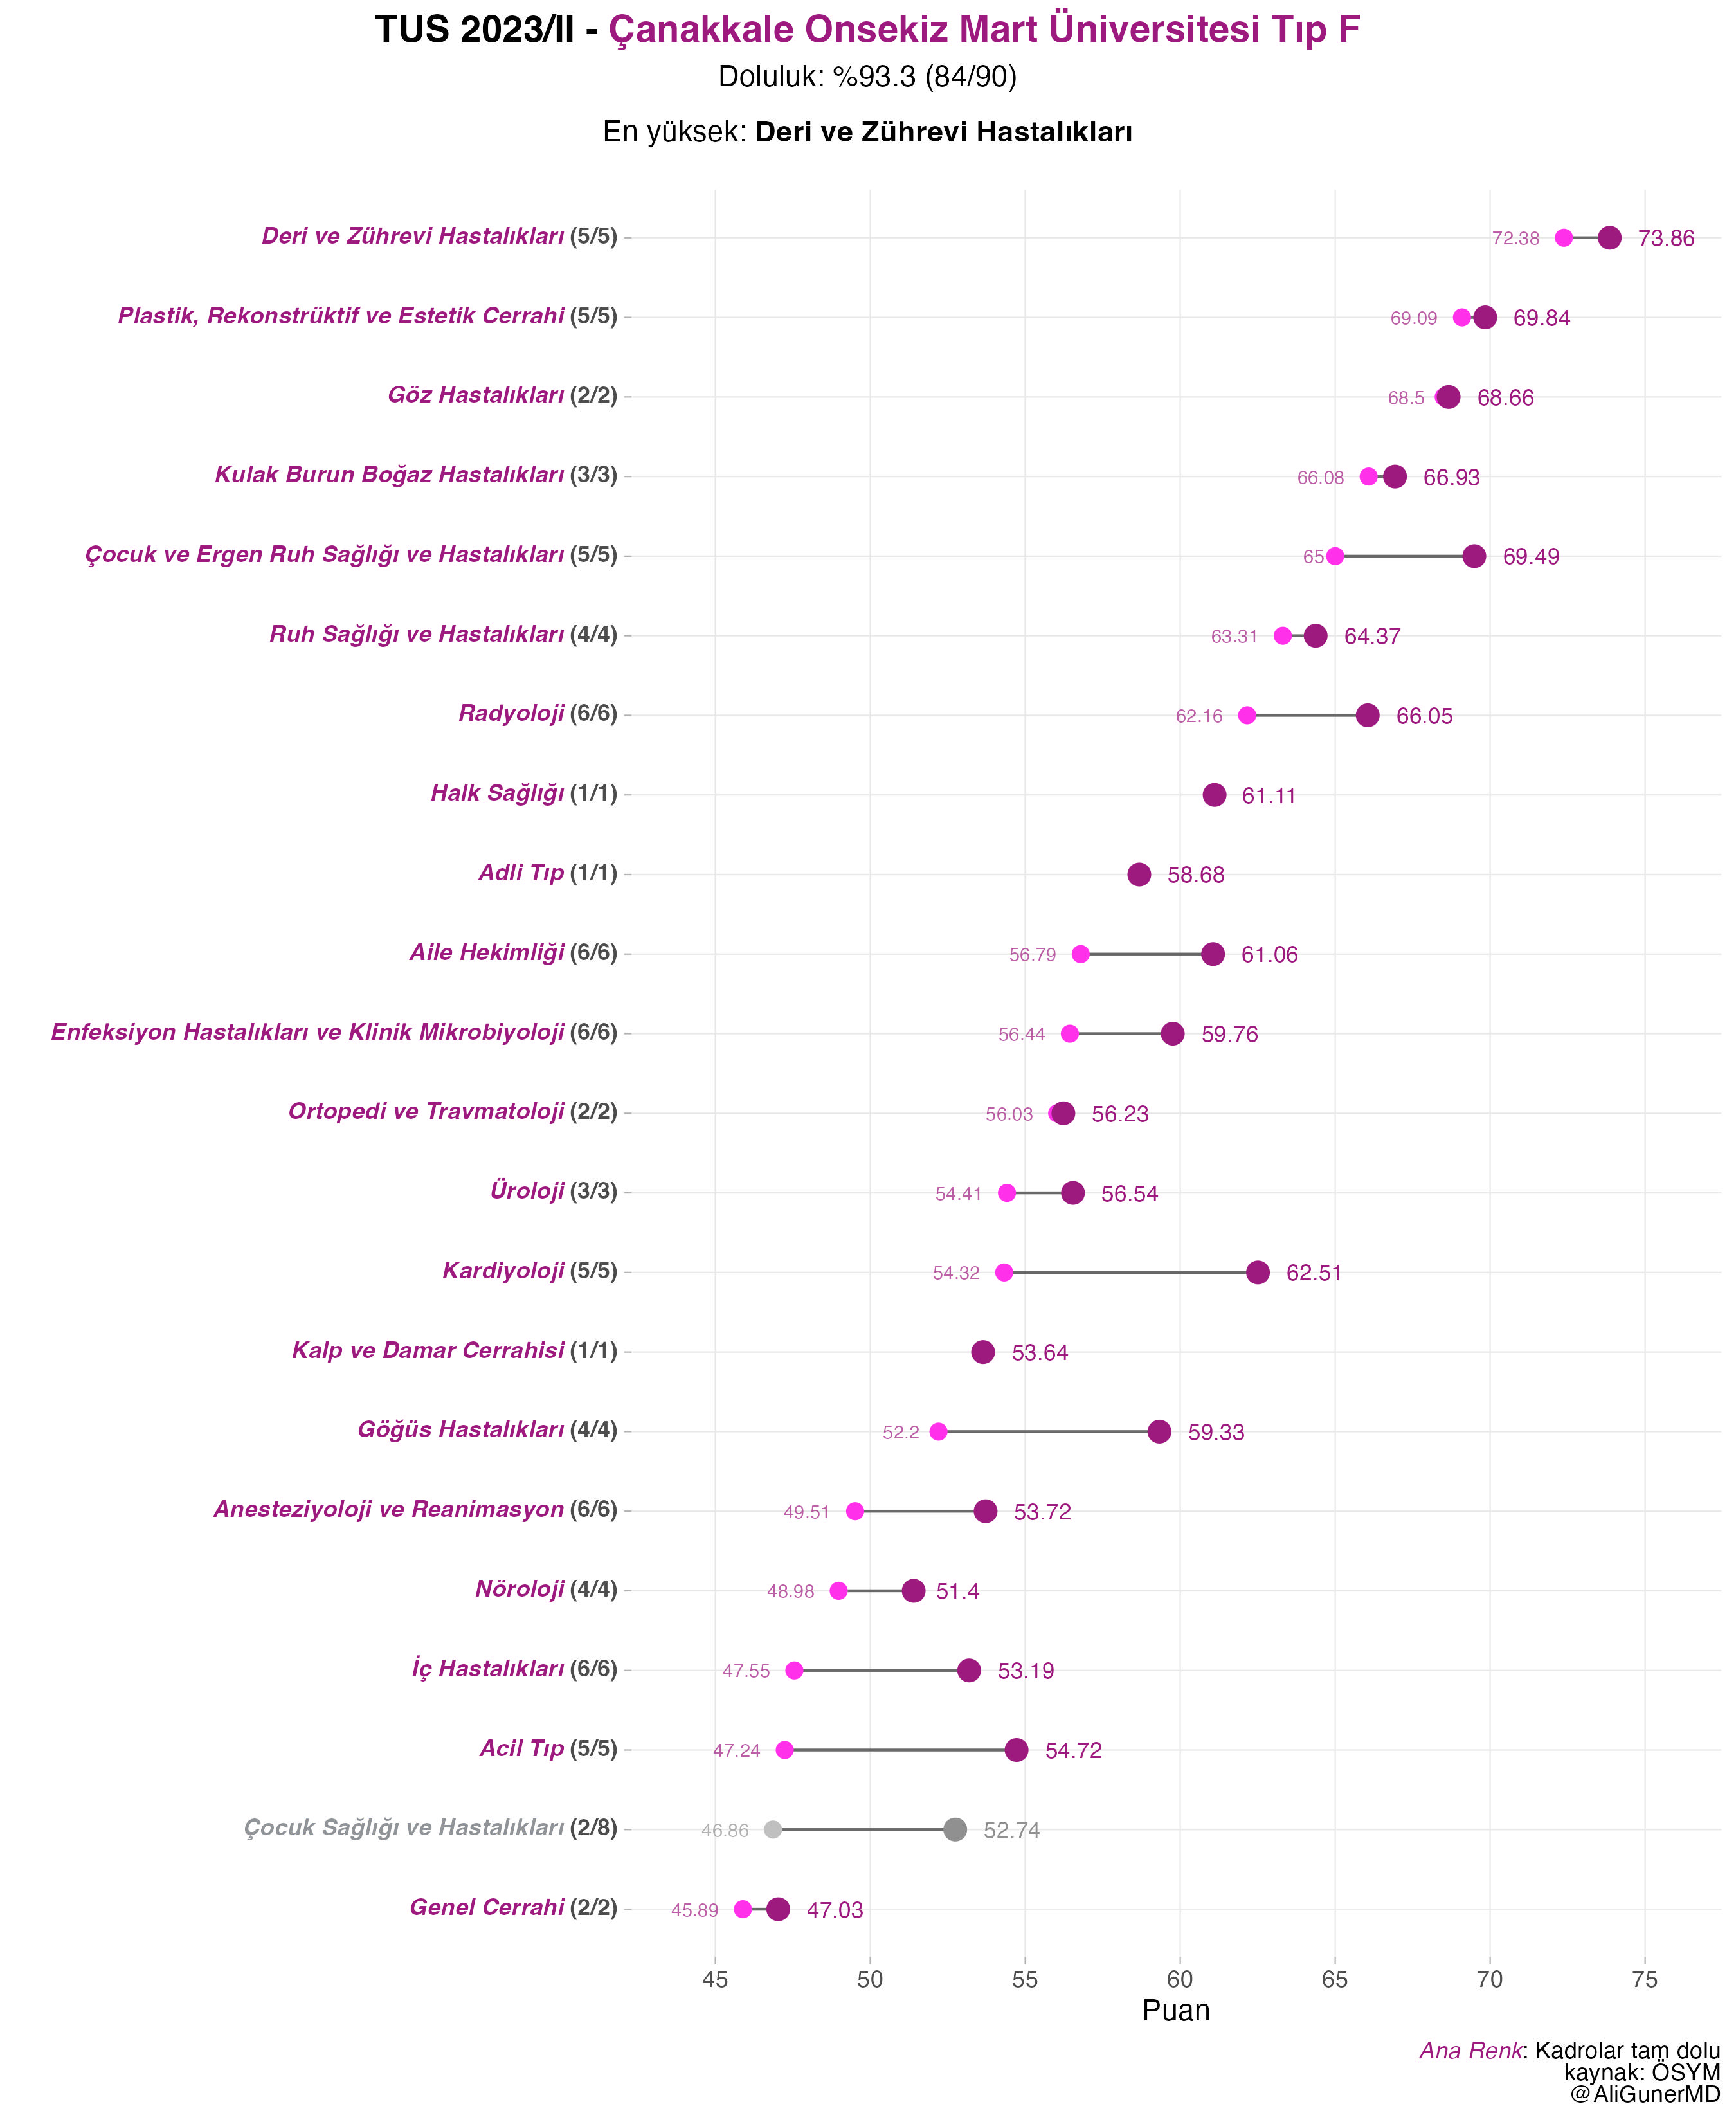 TUS 2023/II - Çanakkale Onsekiz Mart Üniversitesi Tıp F
Doluluk: %93.3 (84/90)
En yüksek: Deri ve Zührevi Hastalıkları
Deri ve Zührevi Hastalıkları (5/5) 72.38 73.86
Plastik, Rekonstrüktif ve Estetik Cerrahi (5/5) 69.09 69.84
Göz Hastalıkları (2/2) 68.5 68.66
Kulak Burun Boğaz Hastalıkları (3/3) 66.08 66.93
Çocuk ve Ergen Ruh Sağlığı ve Hastalıkları (5/5) 65 69.49
Ruh Sağlığı ve Hastalıkları (4/4) 63.31 64.37
Radyoloji (6/6) 62.16 66.05
Halk Sağlığı (1/1) 61.11
Adli Tıp (1/1) 58.68
Aile Hekimliği (6/6) 56.79 61.06
Enfeksiyon Hastalıkları ve Klinik Mikrobiyoloji (6/6) 56.44 59.76
Ortopedi ve Travmatoloji (2/2) 56.03 56.23
Üroloji (3/3) 54.41 56.54
Kardiyoloji (5/5) 54.32 62.51
Kalp ve Damar Cerrahisi (1/1) 53.64
Göğüs Hastalıkları (4/4) 52.2 59.33
Anesteziyoloji ve Reanimasyon (6/6) 49.51 53.72
Nöroloji (4/4) 48.98 51.4
İç Hastalıkları (6/6) 47.55 53.19
Acil Tıp (5/5) 47.24 54.72
Çocuk Sağlığı ve Hastalıkları (2/8) 46.86 52.74
Genel Cerrahi (2/2) 45.89 47.03
45 50 55 60 65 70 75
Puan
Ana Renk: Kadrolar tam dolu
kaynak: ÖSYM
@AliGunerMD